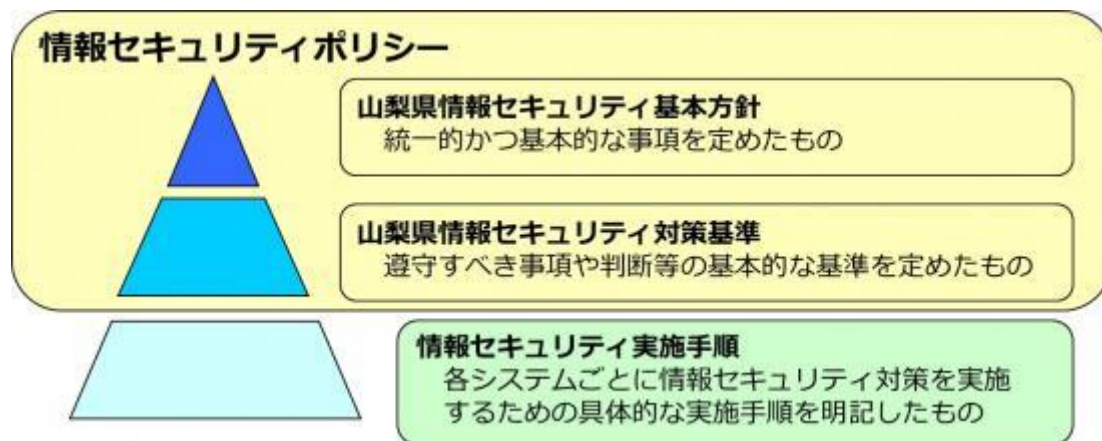 情報セキュリティポリシー
山梨県情報セキュリティ基本方針
統一的かつ基本的な事項を定めたもの
山梨県情報セキュリティ対策基準
遵守すべき事項や判断等の基本的な基準を定めたもの
情報セキュリティ実施手順
各システムごとに情報セキュリティ対策を実施
するための具体的な実施手順を明記したもの